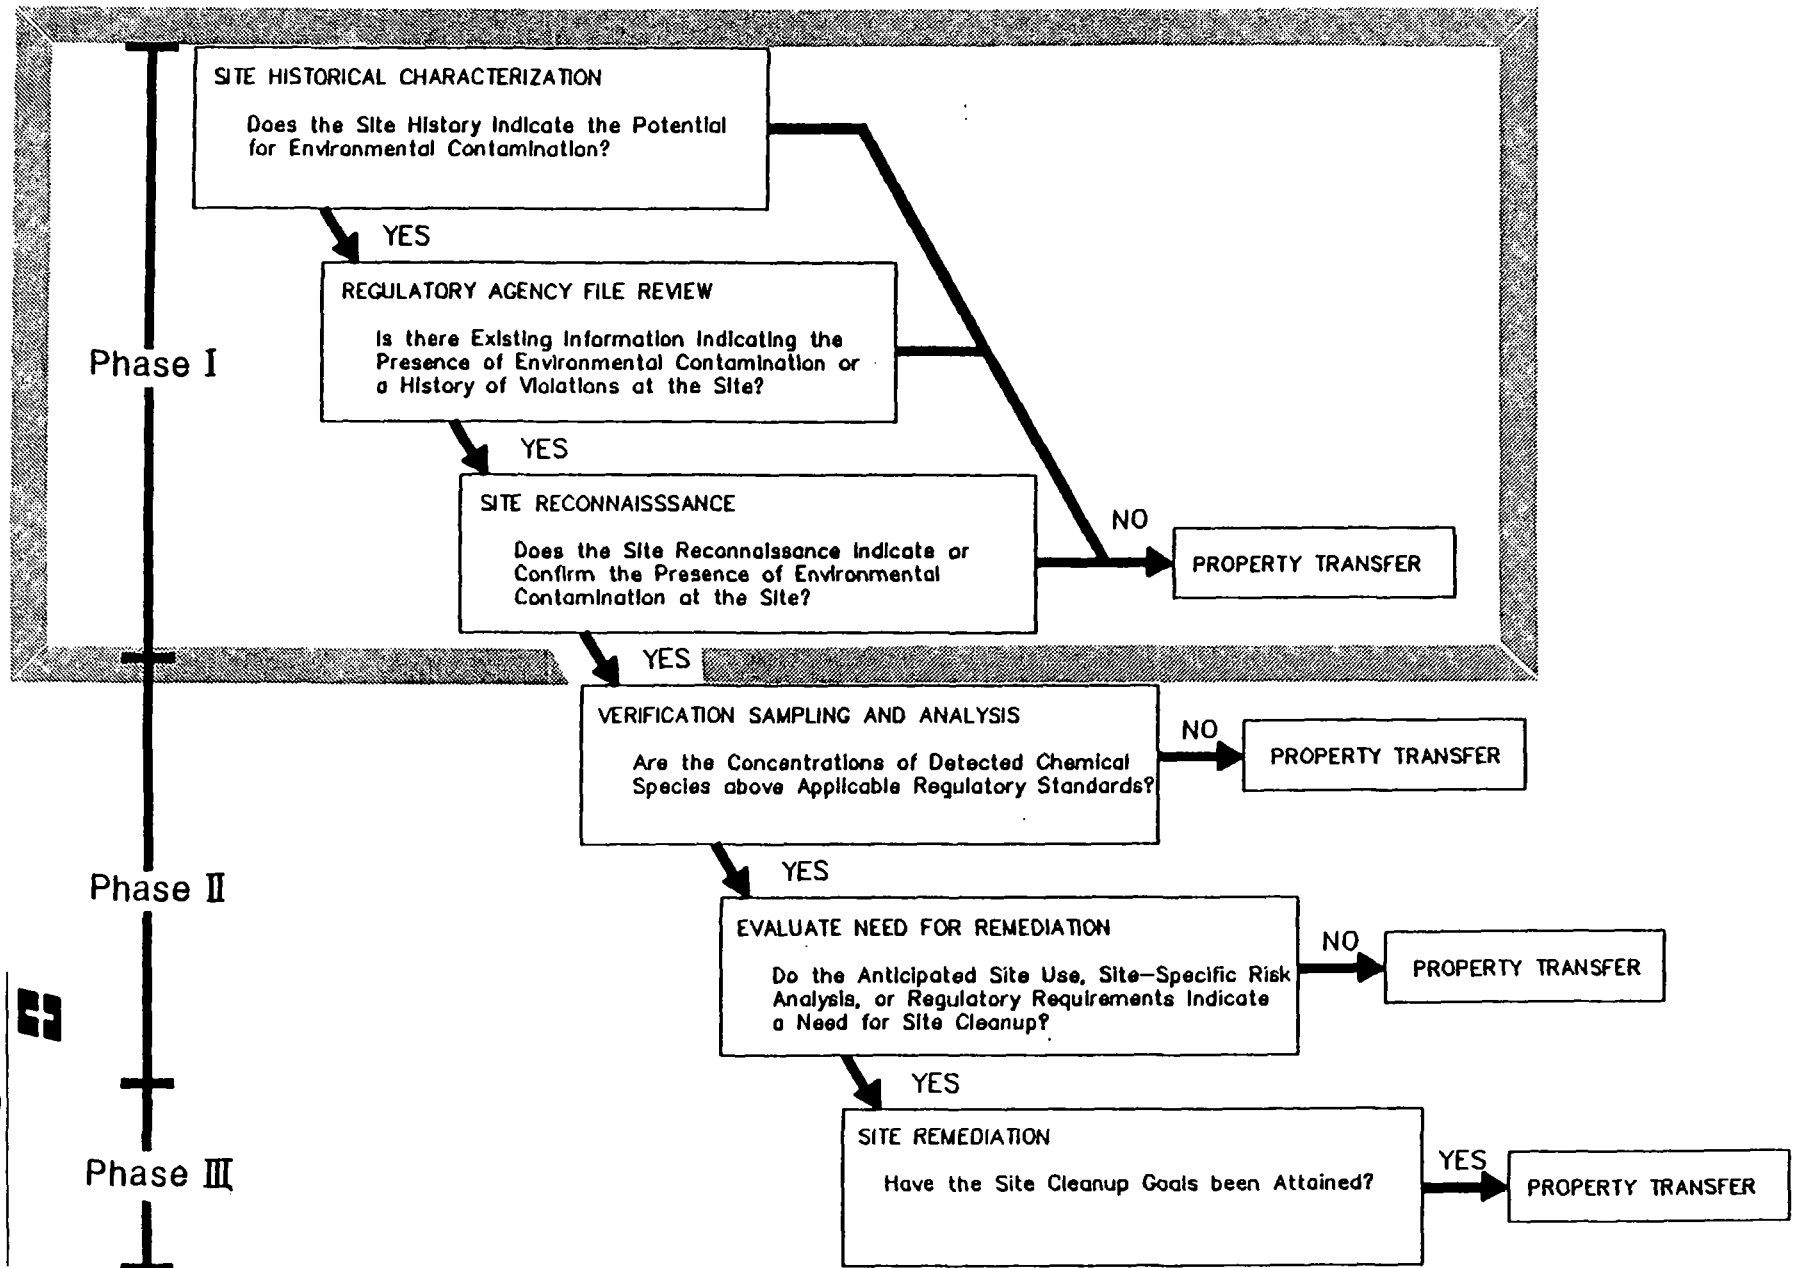 SITE HISTORICAL CHARACTERIZATION
Does the Site History Indicate the Potential
for Environmental Contamination?
YES
REGULATORY AGENCY FILE REVIEW
Is there Existing Information Indicating the
Presence of Environmental Contamination or
a History of Violations at the Site?
Phase I
YES
SITE RECONNAISSSANCE
Does the Site Reconnaissance Indicate or
Confirm the Presence of Environmental
Contamination at the Site?
NO
PROPERTY TRANSFER
YES
VERIFICATION SAMPLING AND ANALYSIS
Are the Concentrations of Detected Chemical
Species above Applicable Regulatory Standards?
NO
PROPERTY TRANSFER
Phase II
YES
EVALUATE NEED FOR REMEDIATION
Do the Anticipated Site Use, Site-Specific Risk
Analysis, or Regulatory Requirements Indicate
a Need for Site Cleanup?
NO
PROPERTY TRANSFER
YES
Phase III
SITE REMEDIATION
Have the Site Cleanup Goals been Attained?
YES
PROPERTY TRANSFER